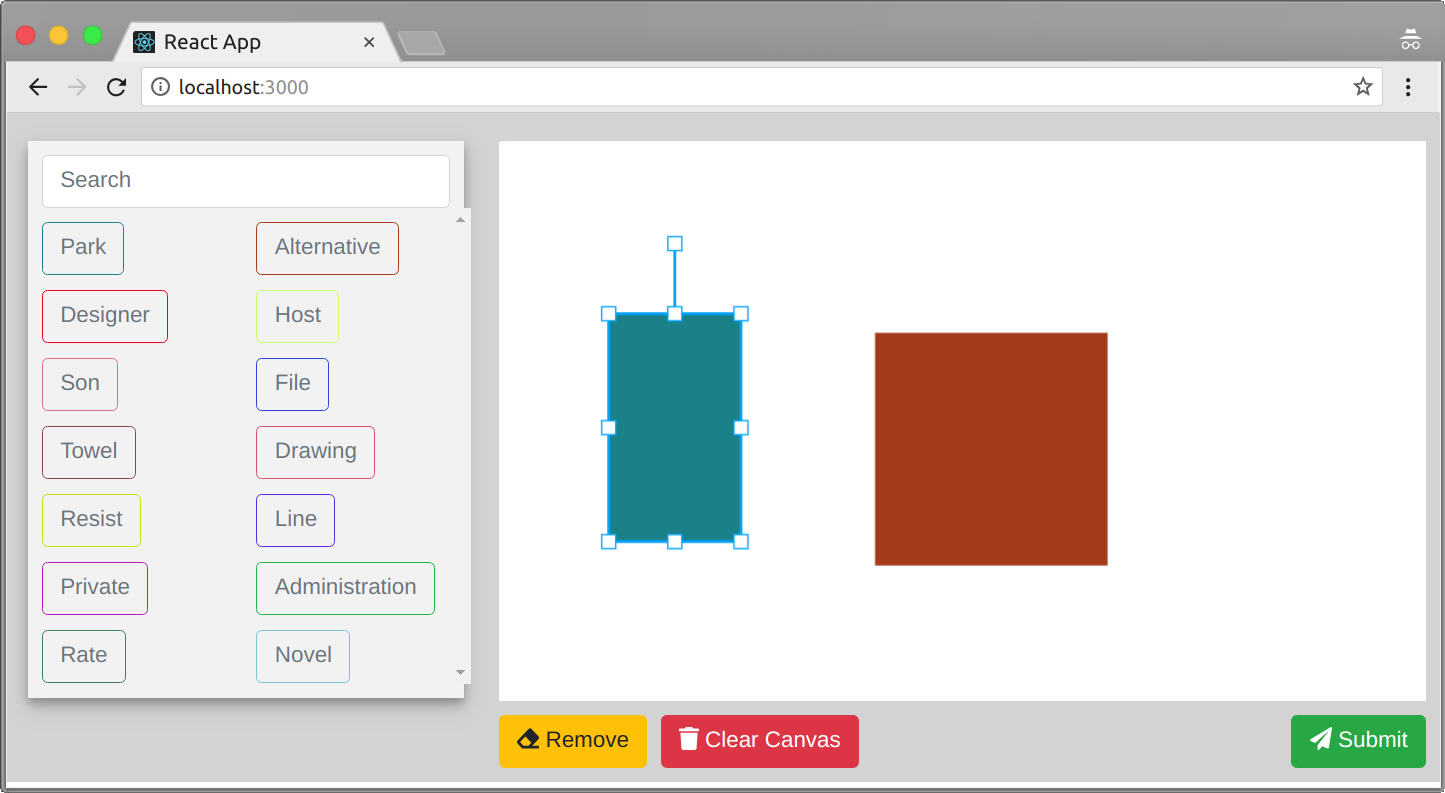 React App
localhost:3000
Search
Park
Alternative
Designer
Host
Son
File
Towel
Drawing
Resist
Line
Private
Administration
Rate
Novel
Remove
Clear Canvas
Submit